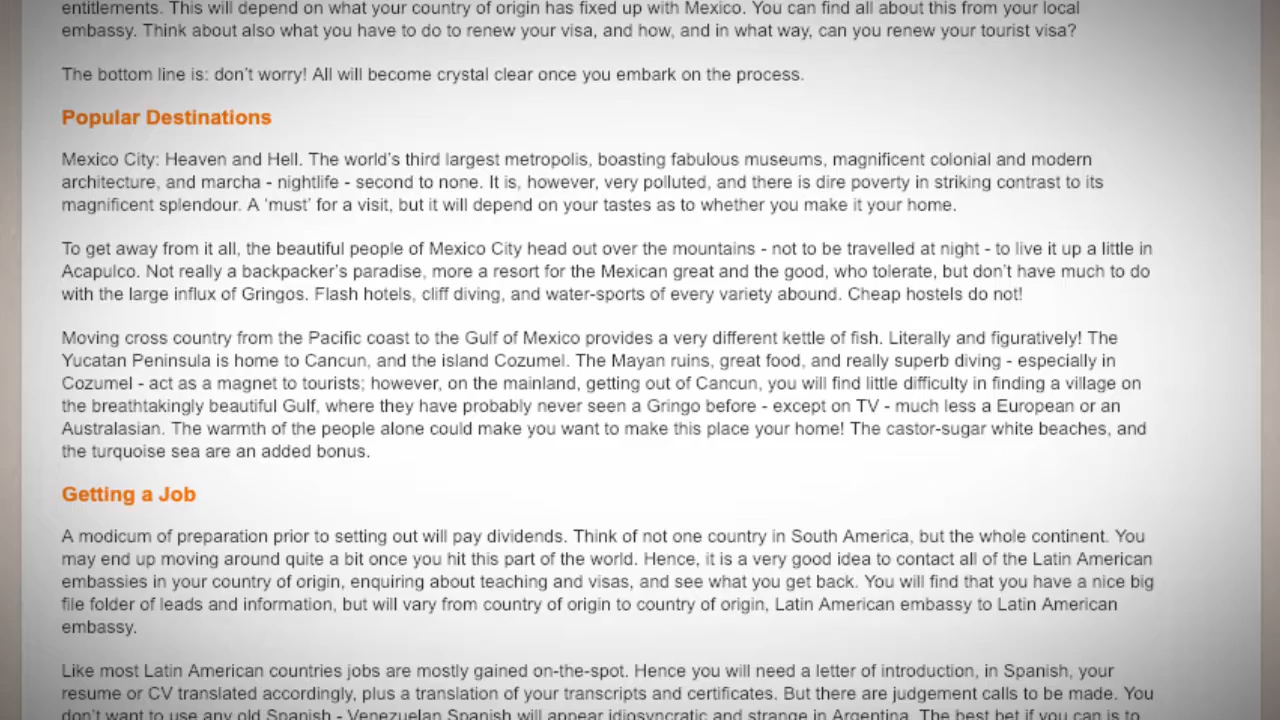 entitlements. This will depend on what your country of origin has fixed up with Mexico. You can find all about this from your local
embassy. Think about also what you have to do to renew your visa, and how, and in what way, can you renew your tourist visa?
The bottom line is: don't worry! All will become crystal clear once you embark on the process.
Popular Destinations
Mexico City: Heaven and Hell. The world's third largest metropolis, boasting fabulous museums, magnificent colonial and modern
architecture, and marcha - nightlife - second to none. It is, however, very polluted, and there is dire poverty in striking contrast to its
magnificent splendour. A 'must' for a visit, but it will depend on your tastes as to whether you make it your home.
To get away from it all, the beautiful people of Mexico City head out over the mountains - not to be travelled at night - to live it up a little in
Acapulco. Not really a backpacker's paradise, more a resort for the Mexican great and the good, who tolerate, but don't have much to do
with the large influx of Gringos. Flash hotels, cliff diving, and water-sports of every variety abound. Cheap hostels do not!
Moving cross country from the Pacific coast to the Gulf of Mexico provides a very different kettle of fish. Literally and figuratively! The
Yucatan Peninsula is home to Cancun, and the island Cozumel. The Mayan ruins, great food, and really superb diving - especially in
Cozumel - act as a magnet to tourists; however, on the mainland, getting out of Cancun, you will find little difficulty in finding a village on
the breathtakingly beautiful Gulf, where they have probably never seen a Gringo before - except on TV - much less a European or an
Australasian. The warmth of the people alone could make you want to make this place your home! The castor-sugar white beaches, and
the turquoise sea are an added bonus.
Getting a Job
A modicum of preparation prior to setting out will pay dividends. Think of not one country in South America, but the whole continent. You
may end up moving around quite a bit once you hit this part of the world. Hence, it is a very good idea to contact all of the Latin American
embassies in your country of origin, enquiring about teaching and visas, and see what you get back. You will find that you have a nice big
file folder of leads and information, but will vary from country of origin to country of origin, Latin American embassy to Latin American
embassy.
Like most Latin American countries jobs are mostly gained on-the-spot. Hence you will need a letter of introduction, in Spanish, your
resume or CV translated accordingly, plus a translation of your transcripts and certificates. But there are judgement calls to be made. You
don't want to use any old Spanish - Venezuelan Spanish will appear idiosyncratic and strange in Argentina. The best bet if you can is to